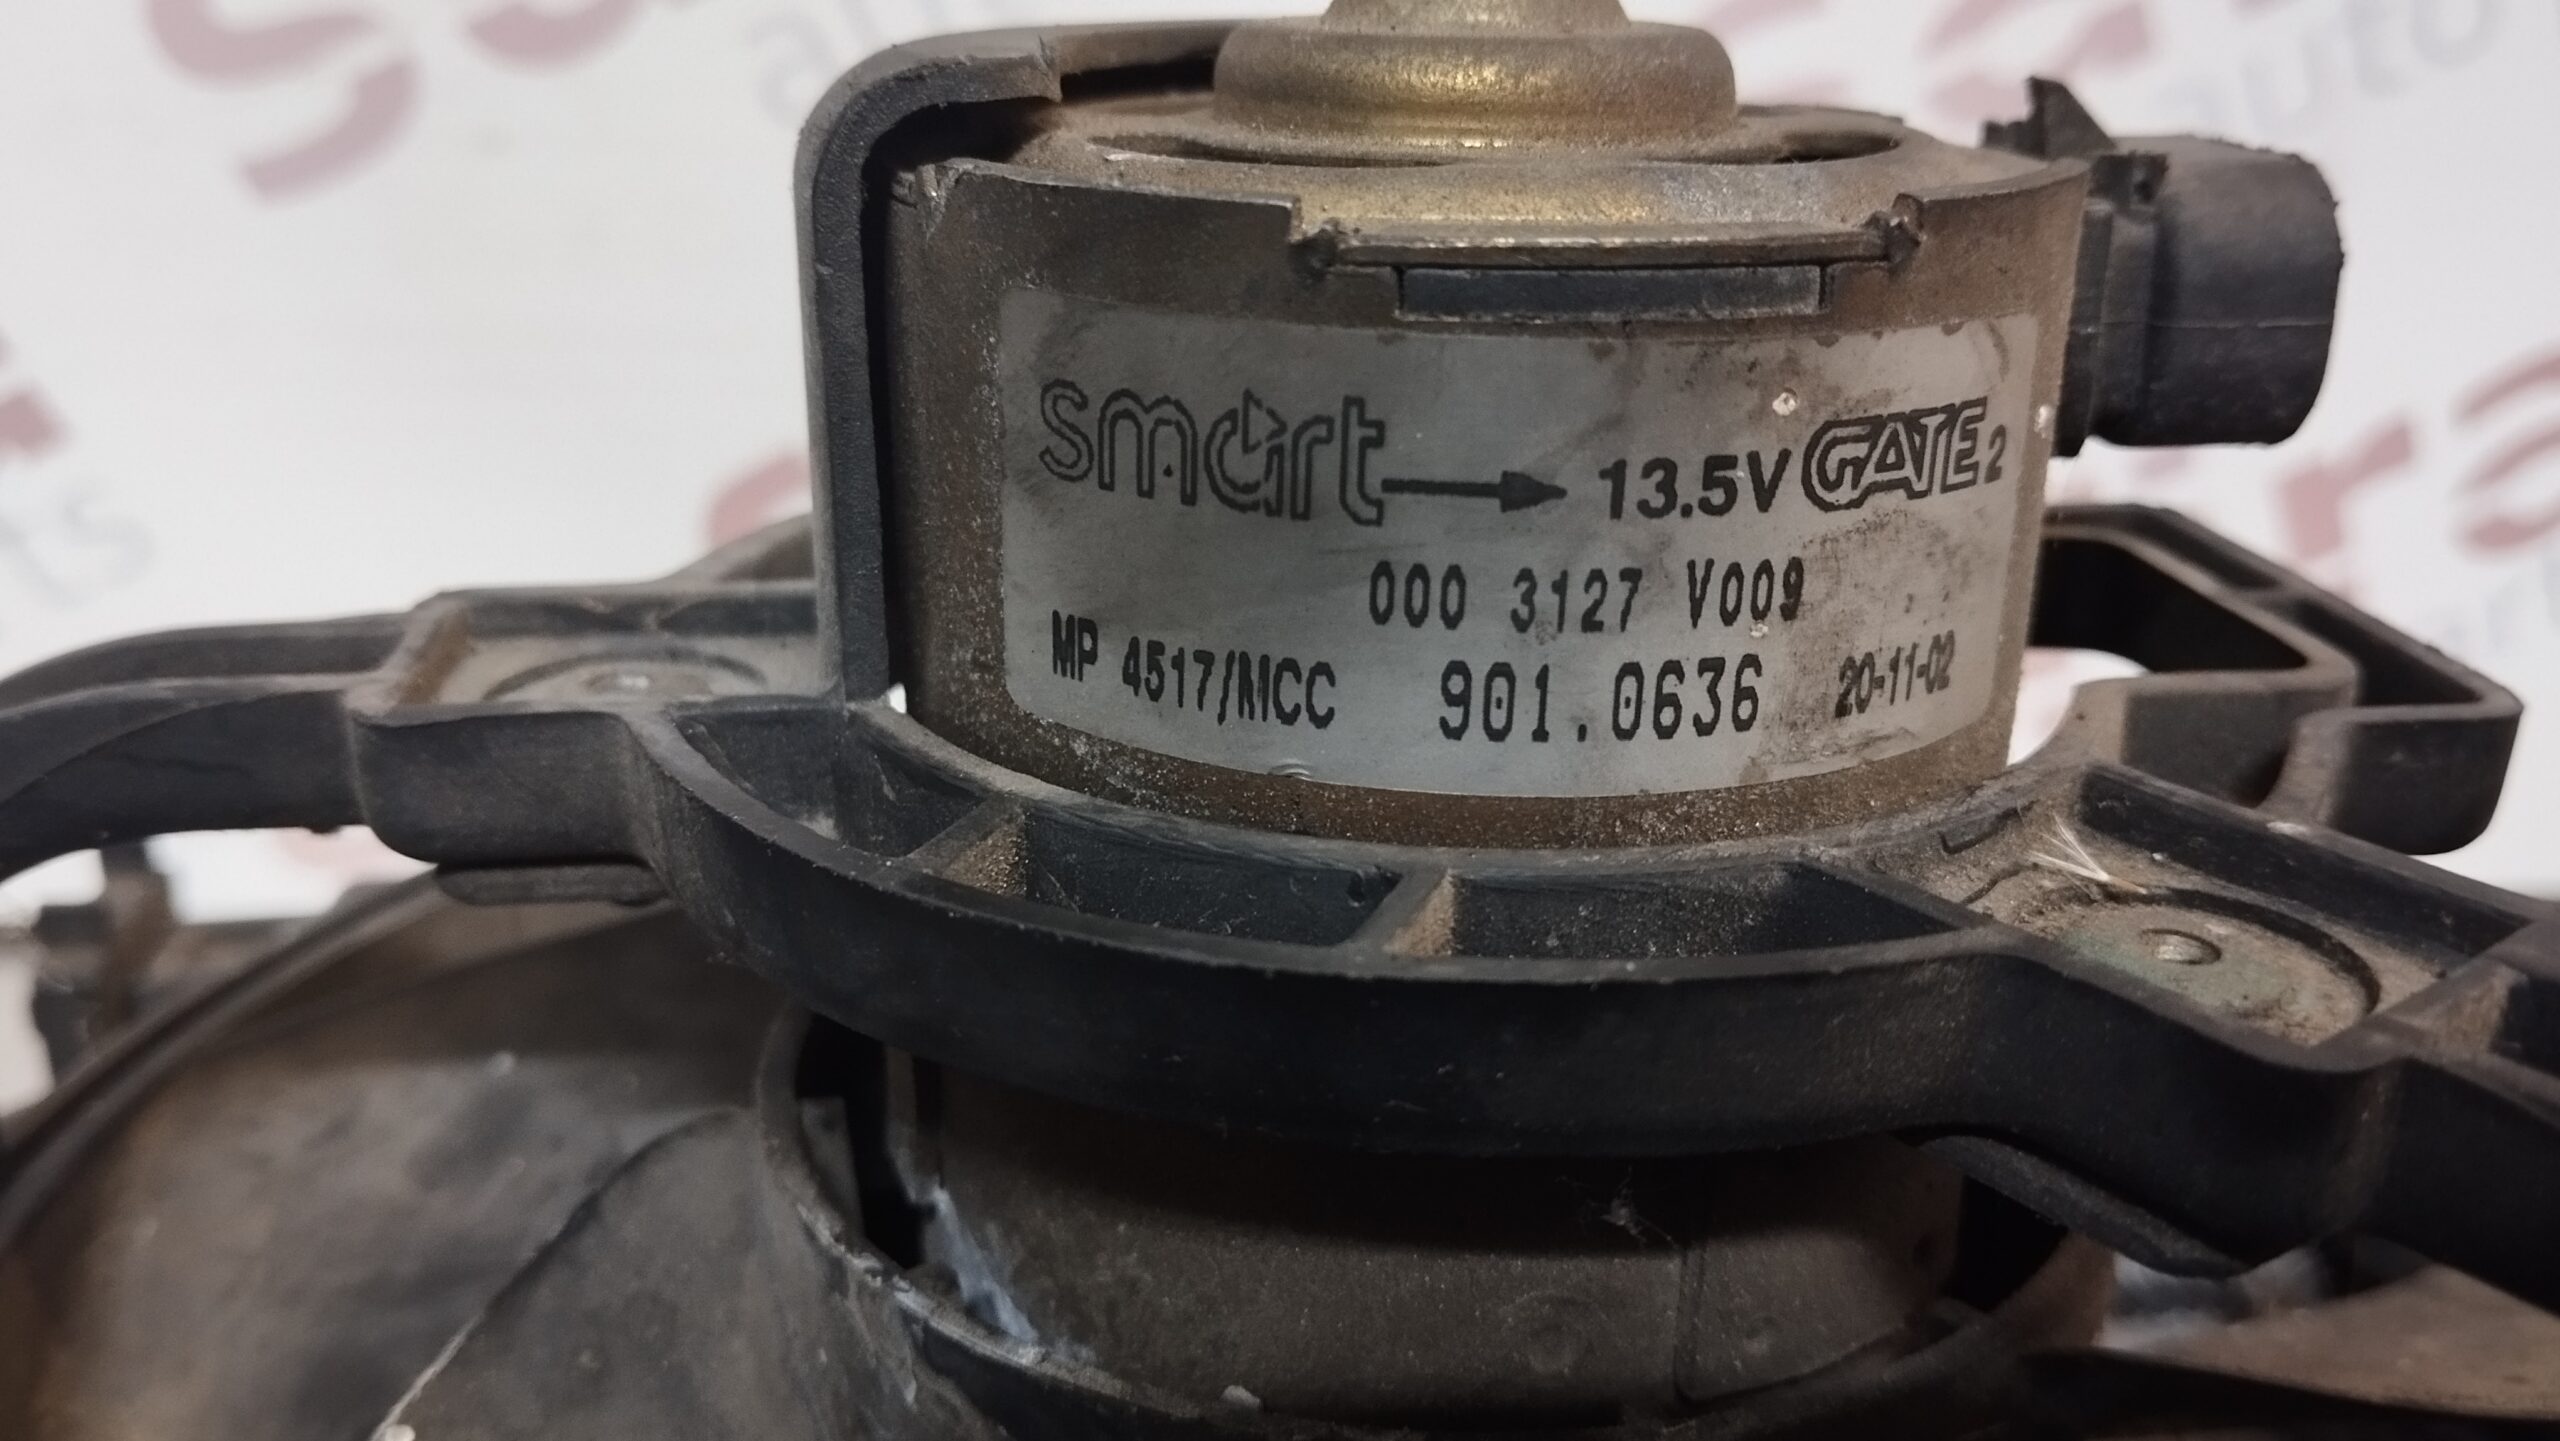 smart 13.5V GATE 2
000 3127 V009
MP 4517/MCC 901.0636 20-11-02